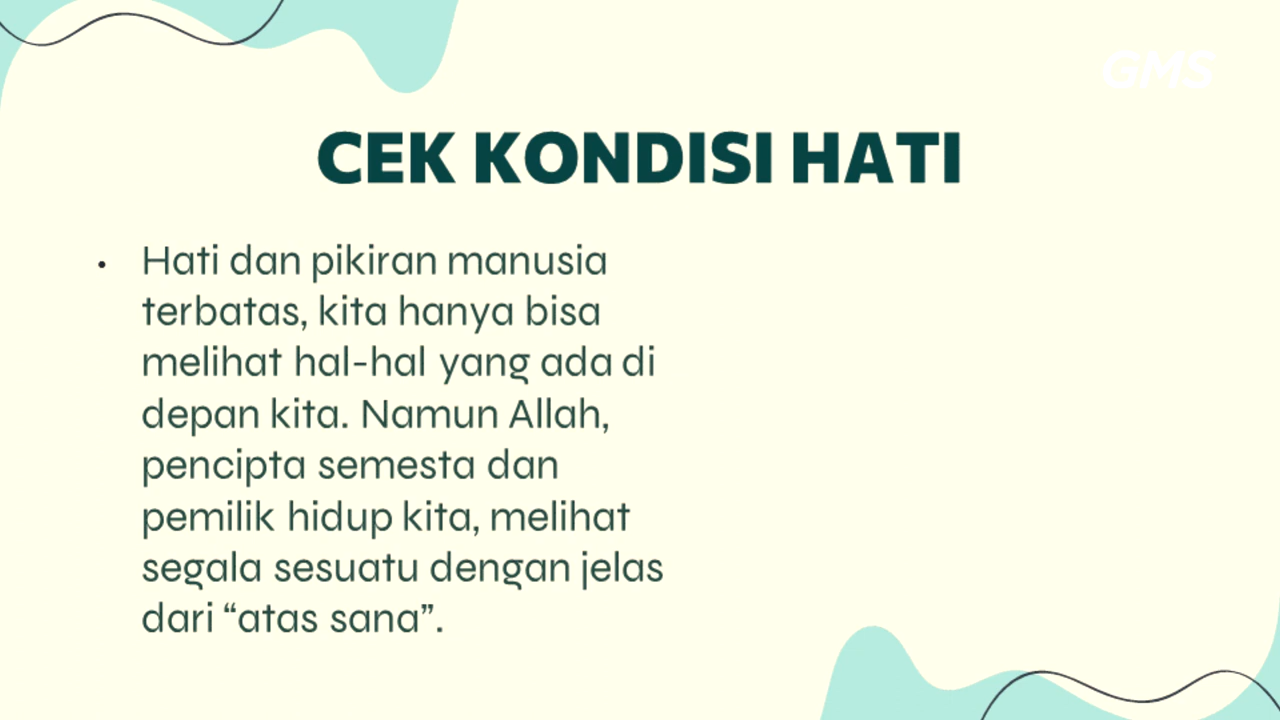 GMS
CEK KONDISI HATI
• Hati dan pikiran manusia
terbatas, kita hanya bisa
melihat hal-hal yang ada di
depan kita. Namun Allah,
pencipta semesta dan
pemilik hidup kita, melihat
segala sesuatu dengan jelas
dari “atas sana”.